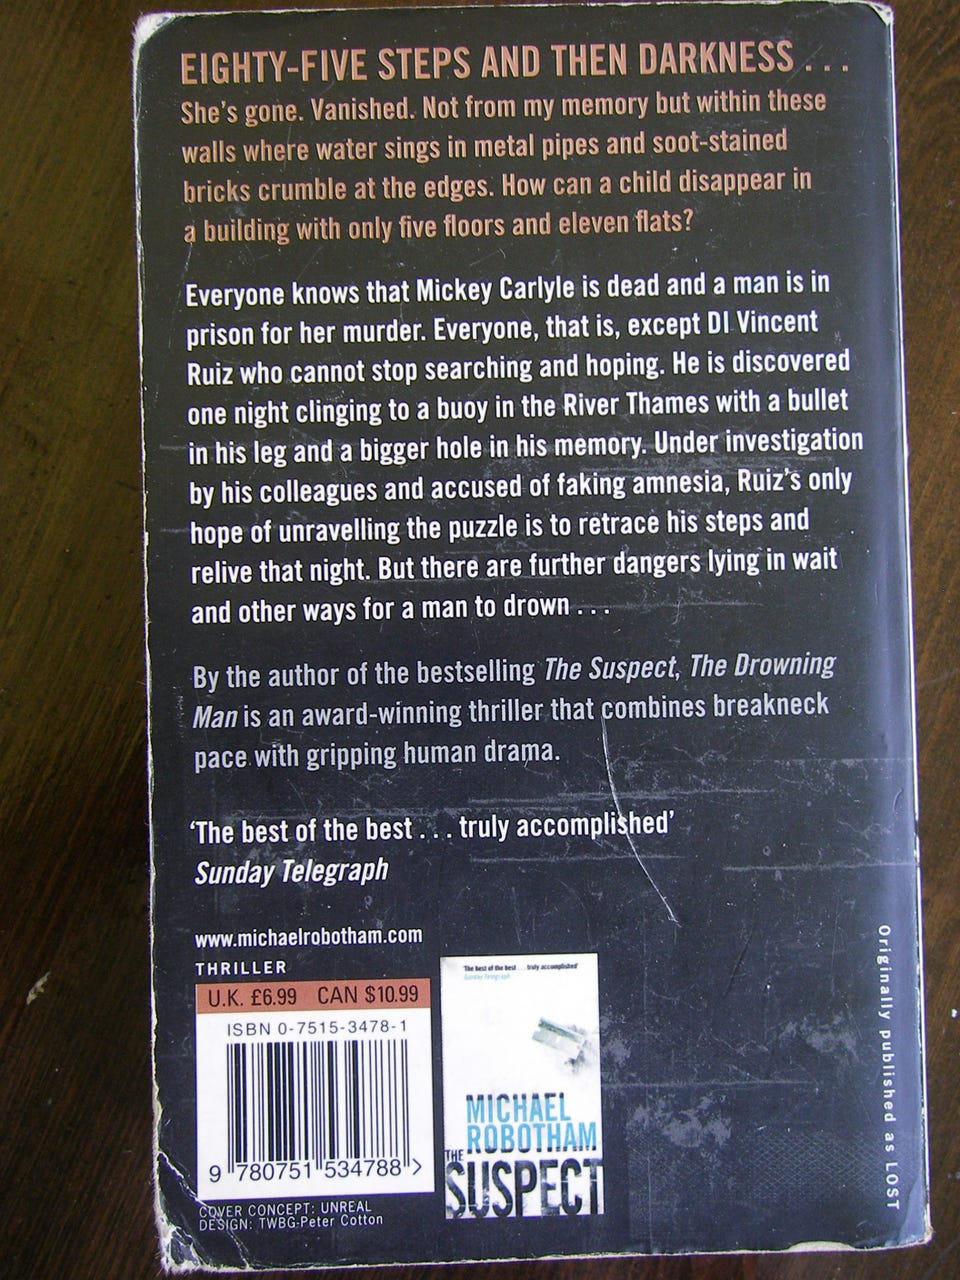 EIGHTY-FIVE STEPS AND THEN DARKNESS . . .
She's gone. Vanished. Not from my memory but within these
walls where water sings in metal pipes and soot-stained
bricks crumble at the edges. How can a child disappear in
a building with only five floors and eleven flats?
Everyone knows that Mickey Carlyle is dead and a man is in
prison for her murder. Everyone, that is, except DI Vincent
Ruiz who cannot stop searching and hoping. He is discovered
one night clinging to a buoy in the River Thames with a bullet
in his leg and a bigger hole in his memory. Under investigation
by his colleagues and accused of faking amnesia, Ruiz's only
hope of unravelling the puzzle is to retrace his steps and
relive that night. But there are further dangers lying in wait
and other ways for a man to drown . . .
By the author of the bestselling The Suspect, The Drowning
Man is an award-winning thriller that combines breakneck
pace with gripping human drama.
'The best of the best . . . truly accomplished'
Sunday Telegraph
www.michaelrobotham.com
THRILLER
U.K. £6.99 CAN $10.99
ISBN 0-7515-3478-1
9 780751 534788 >
COVER CONCEPT: UNREAL
DESIGN: TWBG-Peter Cotton
'The best of the best . . . truly accomplished'
Sunday Telegraph
MICHAEL
ROBOTHAM
THE
SUSPECT
Originally published as LOST